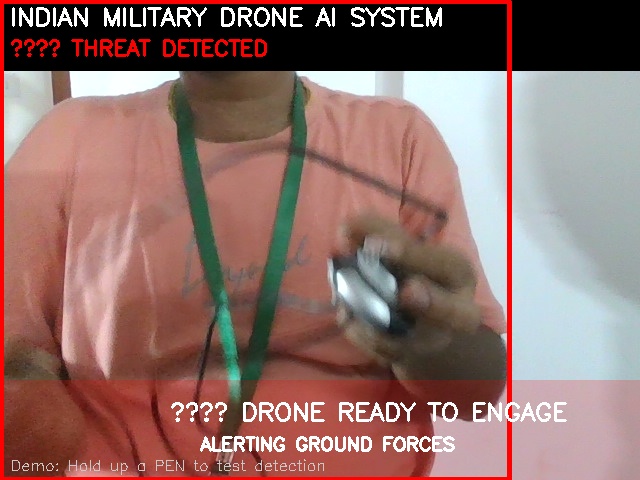 INDIAN MILITARY DRONE AI SYSTEM
???? THREAT DETECTED
Beyond
???? DRONE READY TO ENGAGE
ALERTING GROUND FORCES
Demo: Hold up a PEN to test detection